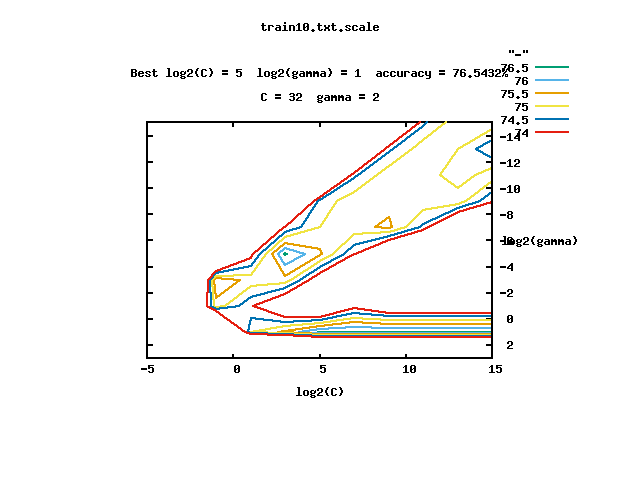 train10.txt.scale
"-"
Best log2(C) = 5 log2(gamma) = 1 accuracy = 76.5432%
C = 32 gamma = 2
76.5
76
75.5
75
74.5
74
-14
-12
-10
-8
-6
log2(gamma)
-4
-2
0
2
-5 0 5 10 15
log2(C)